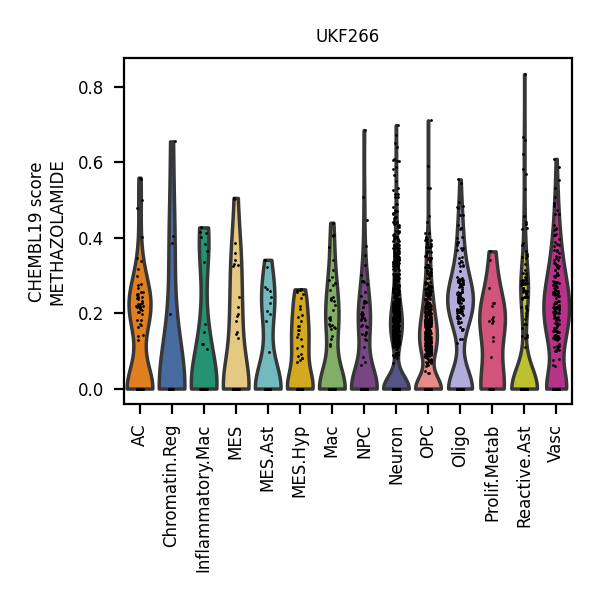 UKF266
CHEMBL19 score
METHAZOLAMIDE
0.8
0.6
0.4
0.2
0.0
AC
Chromatin.Reg
Inflammatory.Mac
MES
MES.Ast
MES.Hyp
Mac
NPC
Neuron
OPC
Oligo
Prolif.Metab
Reactive.Ast
Vasc